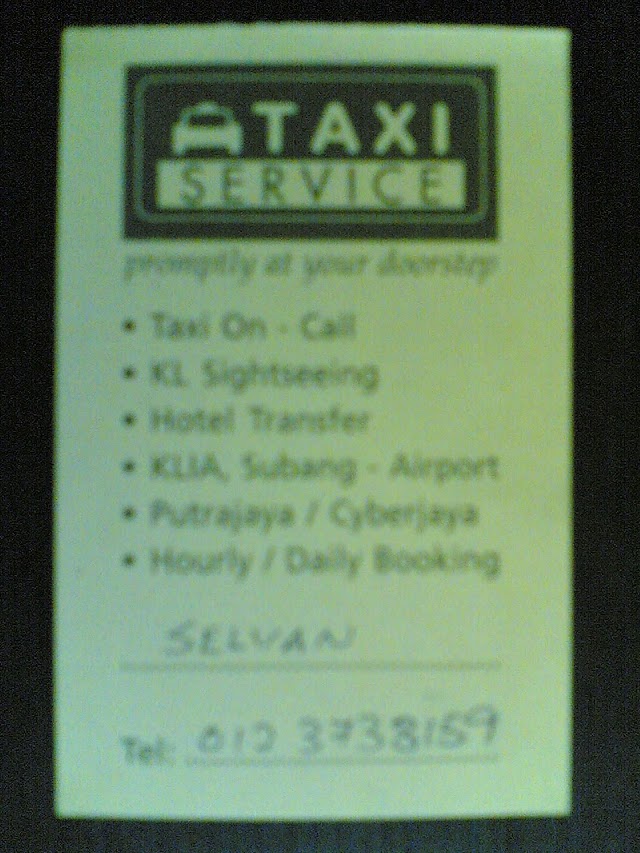 TAXI
SERVICE
promptly at your doorstep
• Taxi On - Call
• KL Sightseeing
• Hotel Transfer
• KLIA, Subang - Airport
• Putrajaya / Cyberjaya
• Hourly / Daily Booking
SELVAN
Tel: 012 3738159